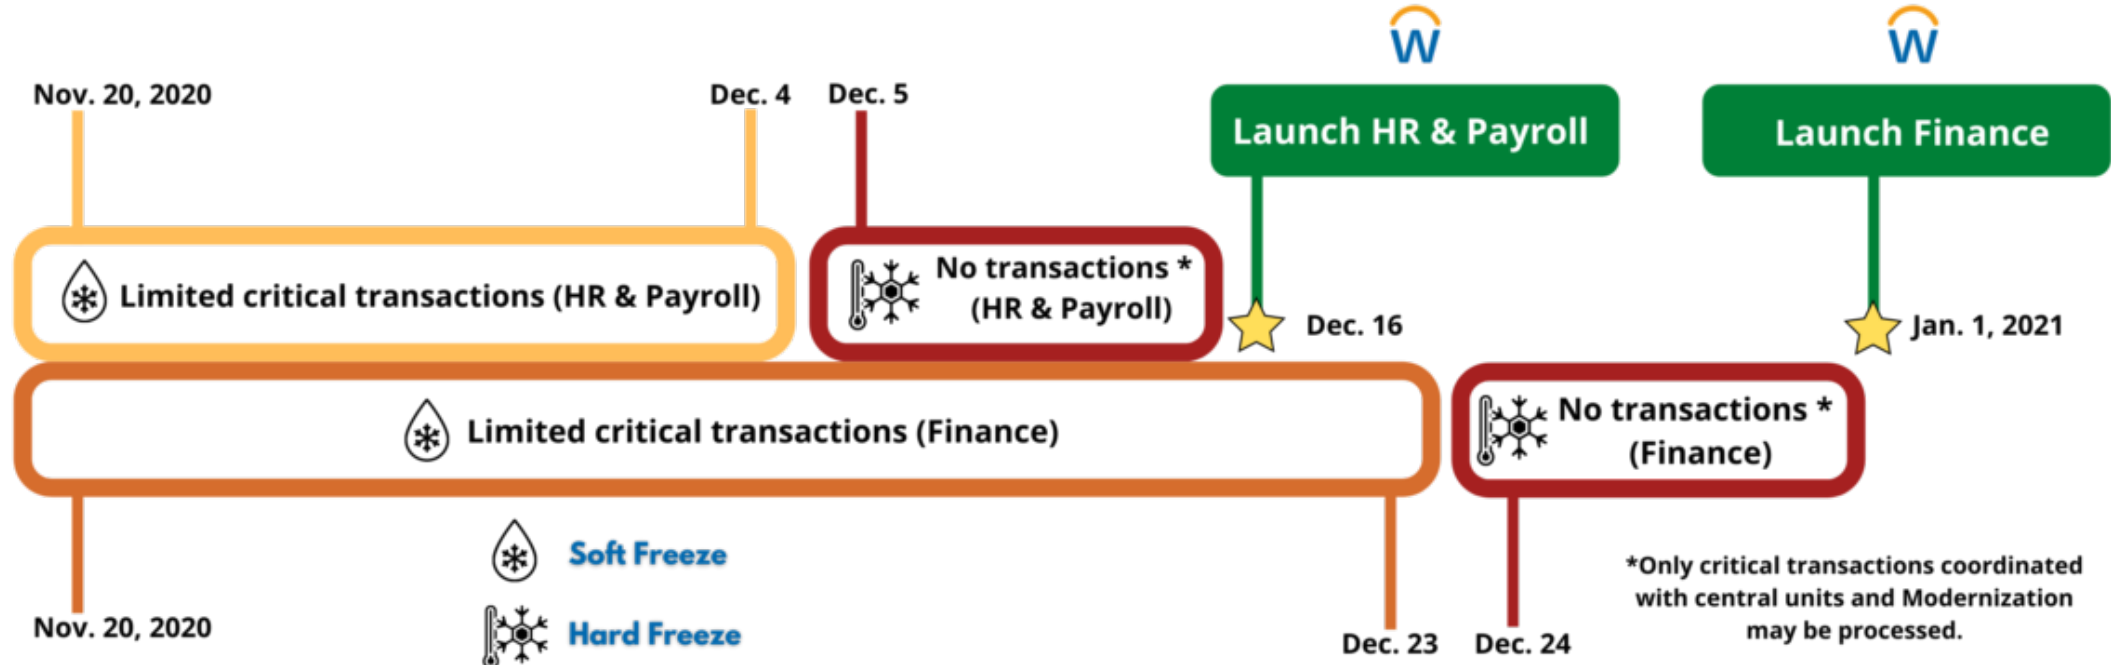 W
W
Nov. 20, 2020
Dec. 4
Dec. 5
Launch HR & Payroll
Launch Finance
Limited critical transactions (HR & Payroll)
No transactions *
(HR & Payroll)
Dec. 16
Jan. 1, 2021
Limited critical transactions (Finance)
No transactions *
(Finance)
Soft Freeze
Hard Freeze
Nov. 20, 2020
Dec. 23
Dec. 24
*Only critical transactions coordinated
with central units and Modernization
may be processed.